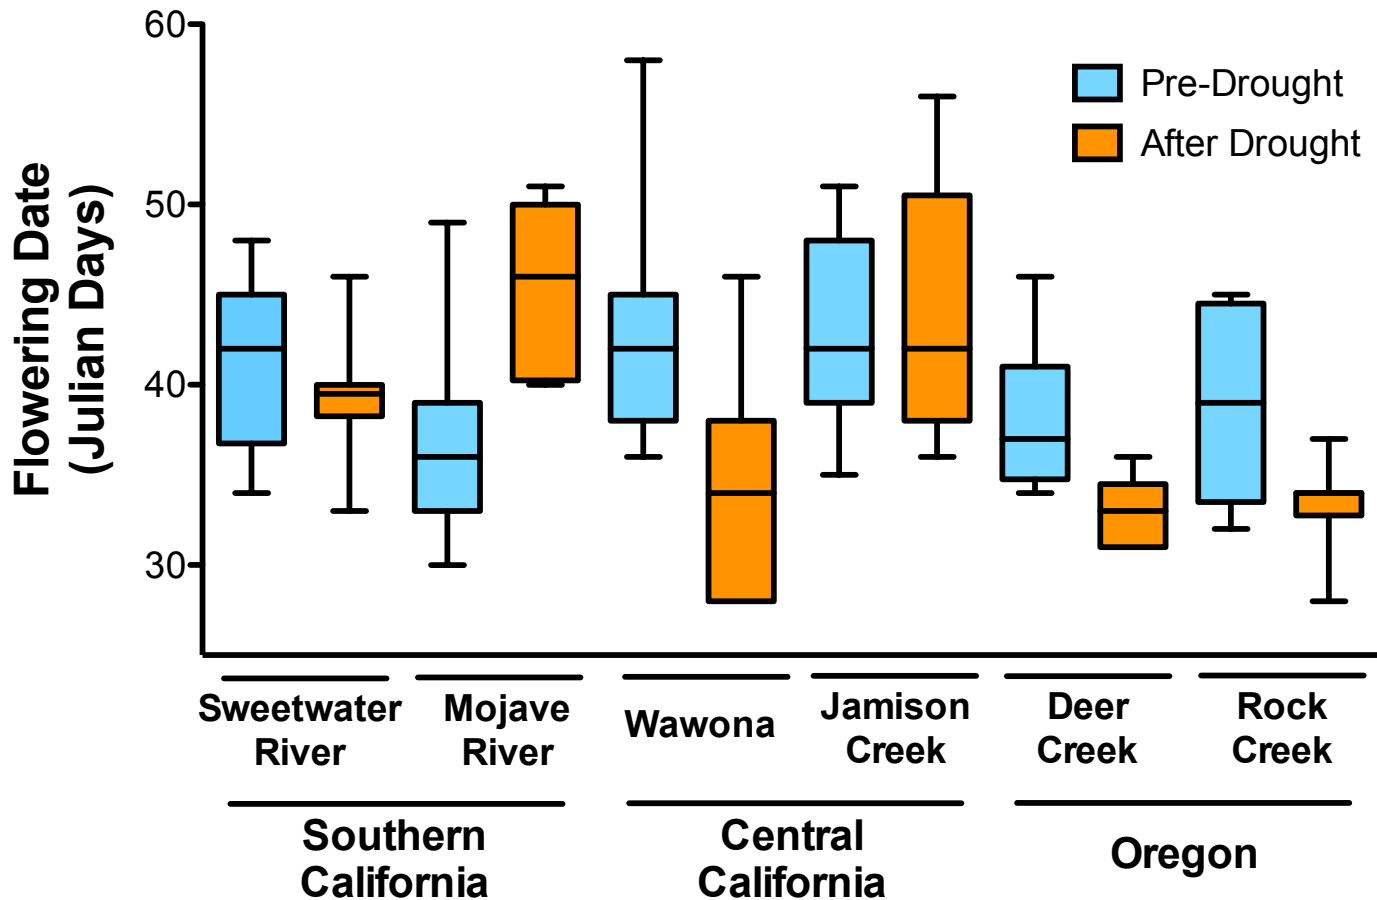 60
50
40
30
Flowering Date
(Julian Days)
Pre-Drought
After Drought
Sweetwater
River
Mojave
River
Wawona
Jamison
Creek
Deer
Creek
Rock
Creek
Southern
California
Central
California
Oregon